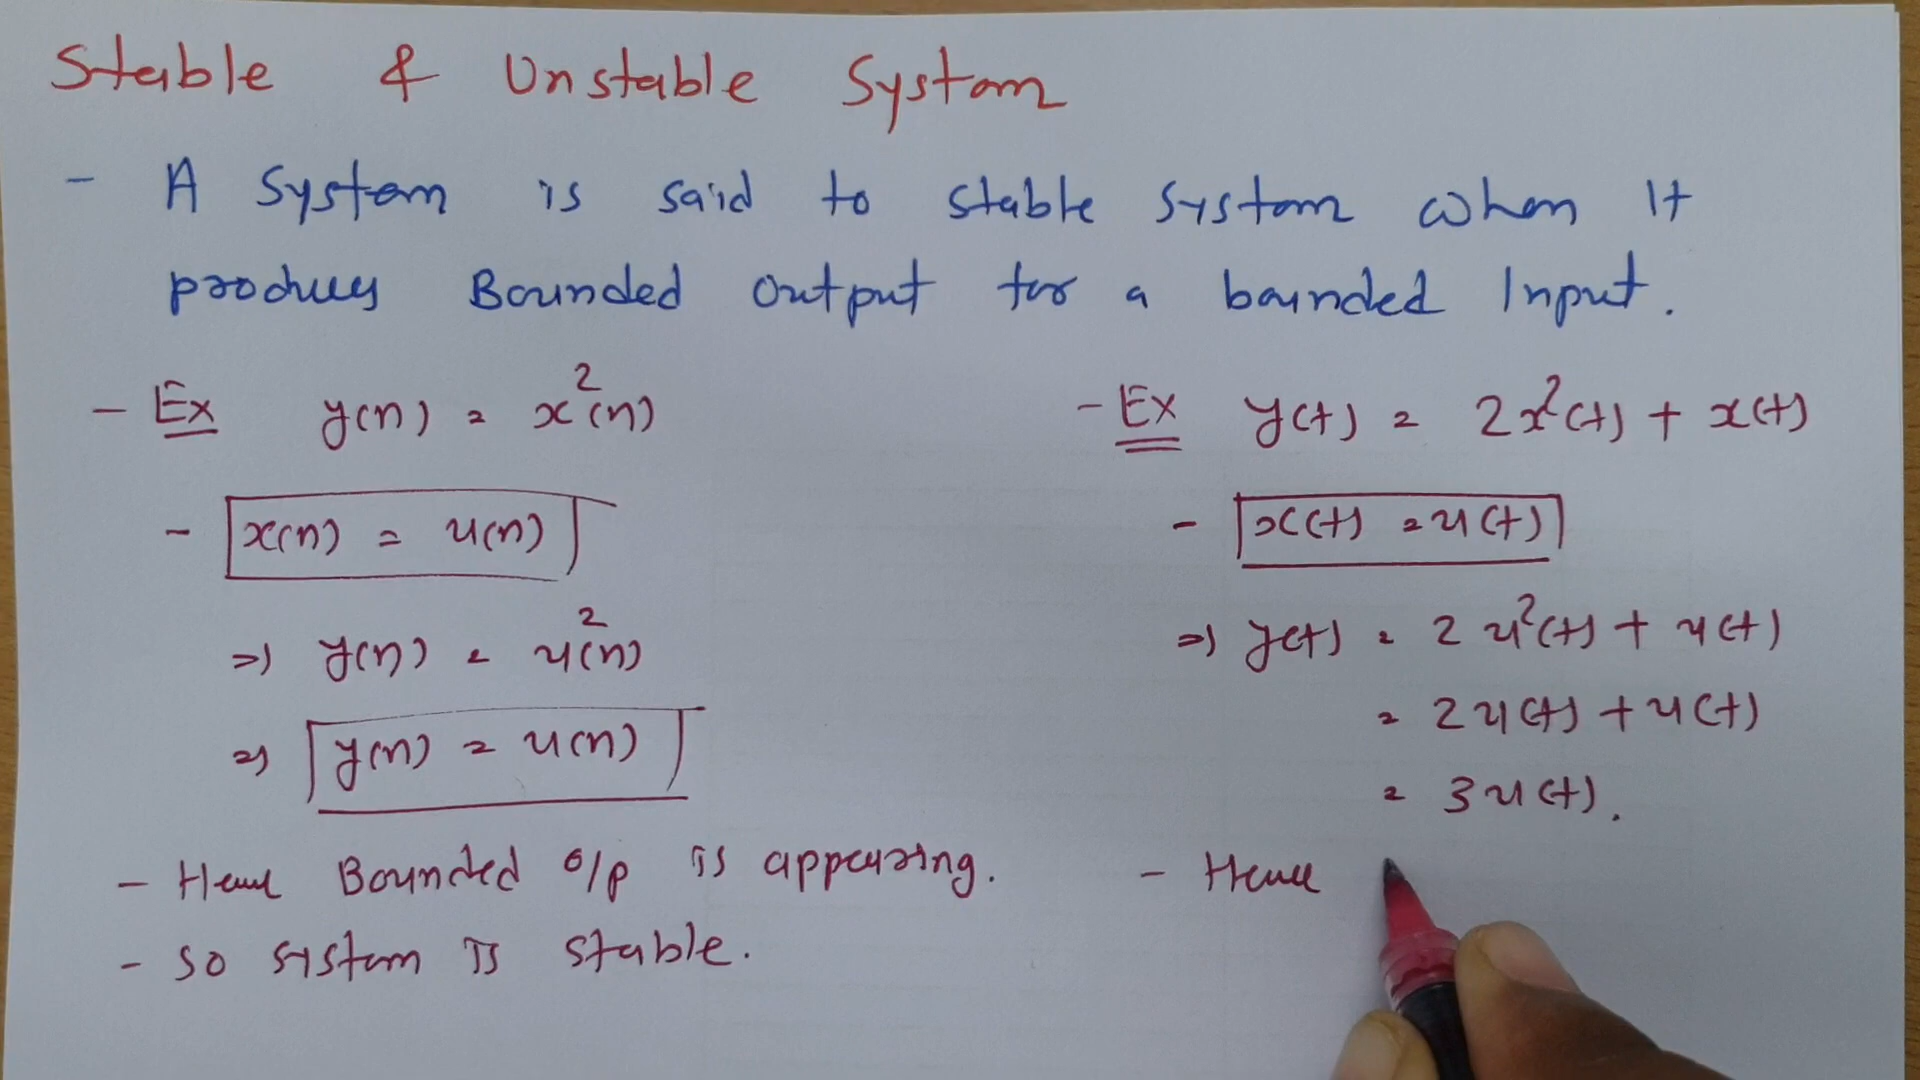 Stable & Unstable System
- A System is said to stable system when It
produces Bounded Output for a bounded Input.
- Ex y(n) = x²(n)
- x(n) = u(n)
⇒ y(n) = u²(n)
⇒ y(n) = u(n)
- Hence Bounded o/p is appearing.
- So system is stable.
- Ex y(t) = 2x²(t) + x(t)
- x(t) = u(t)
⇒ y(t) = 2u²(t) + u(t)
= 2u(t) + u(t)
= 3u(t).
- Hence